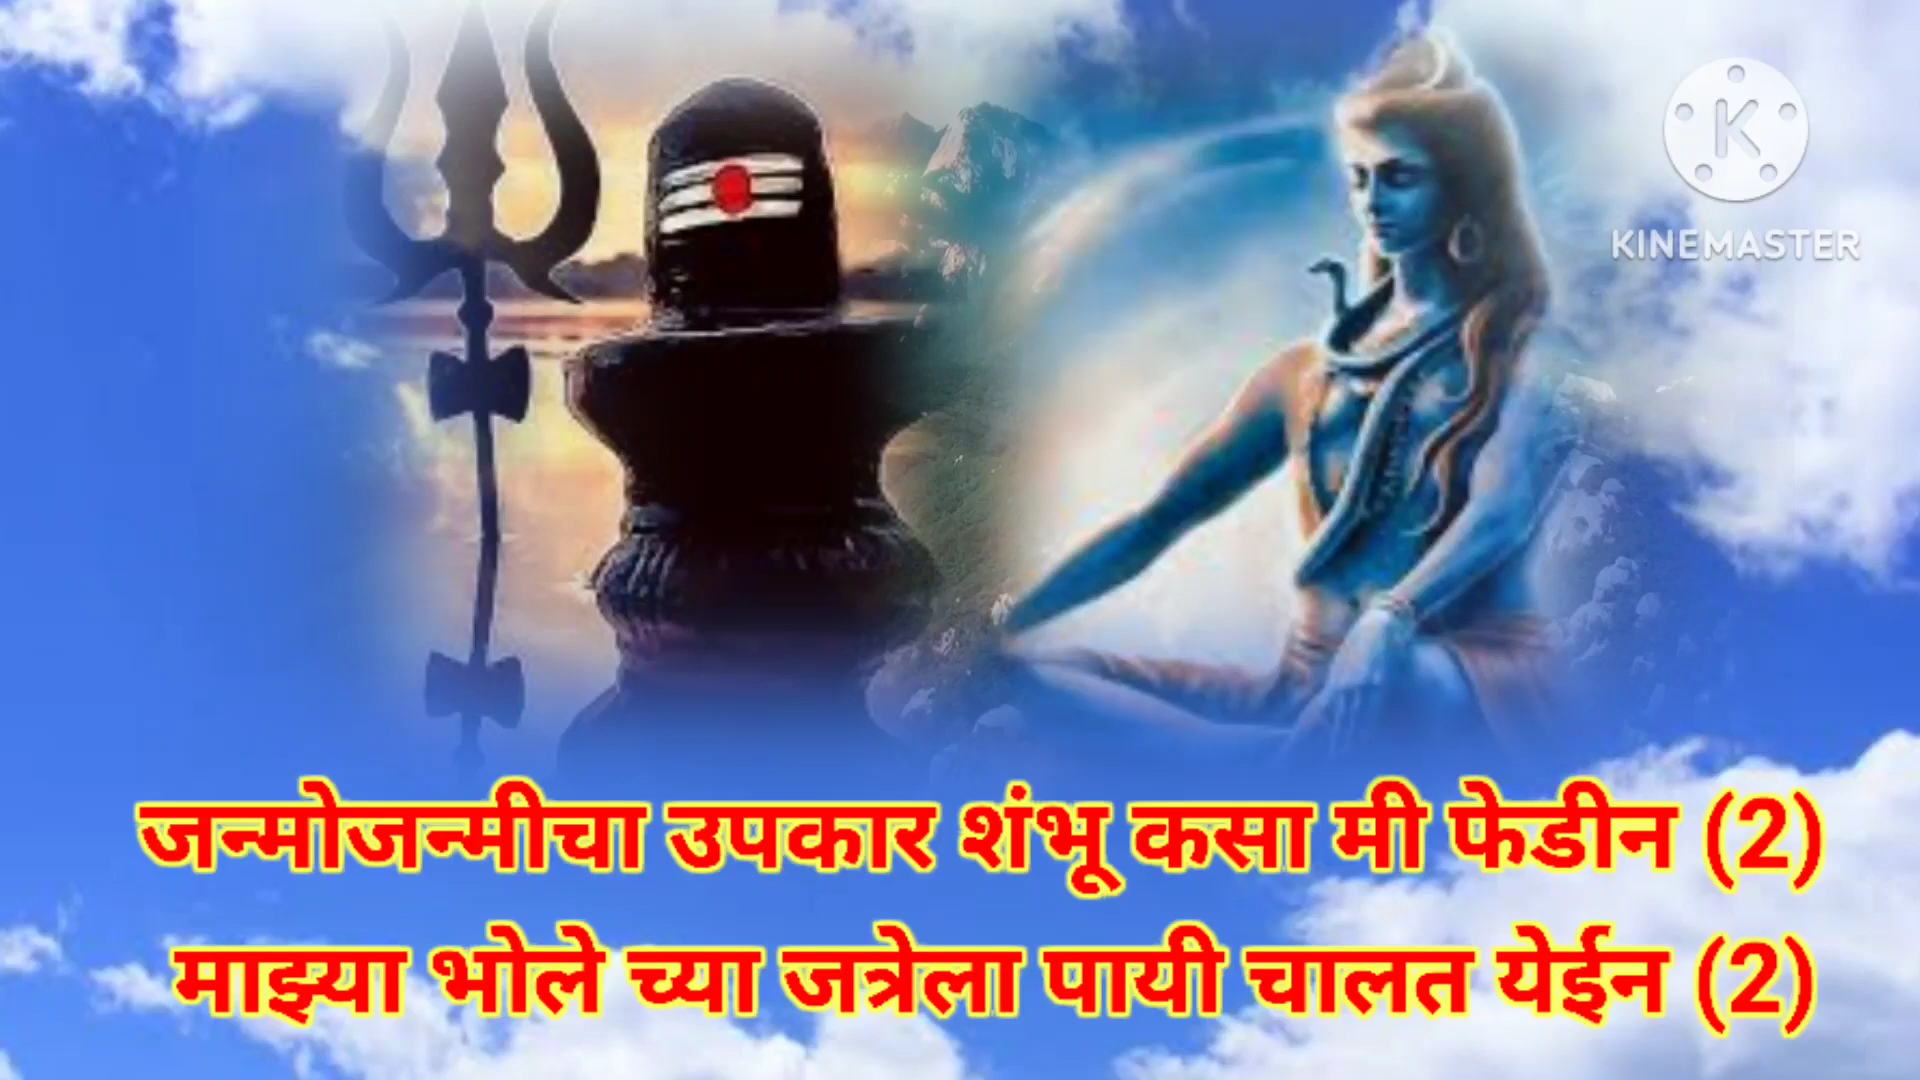 K
KINEMASTER
जन्मोजन्मीचा उपकार शंभू कसा मी फेडीन (2)
माझ्या भोले च्या जत्रेला पायी चालत येईन (2)